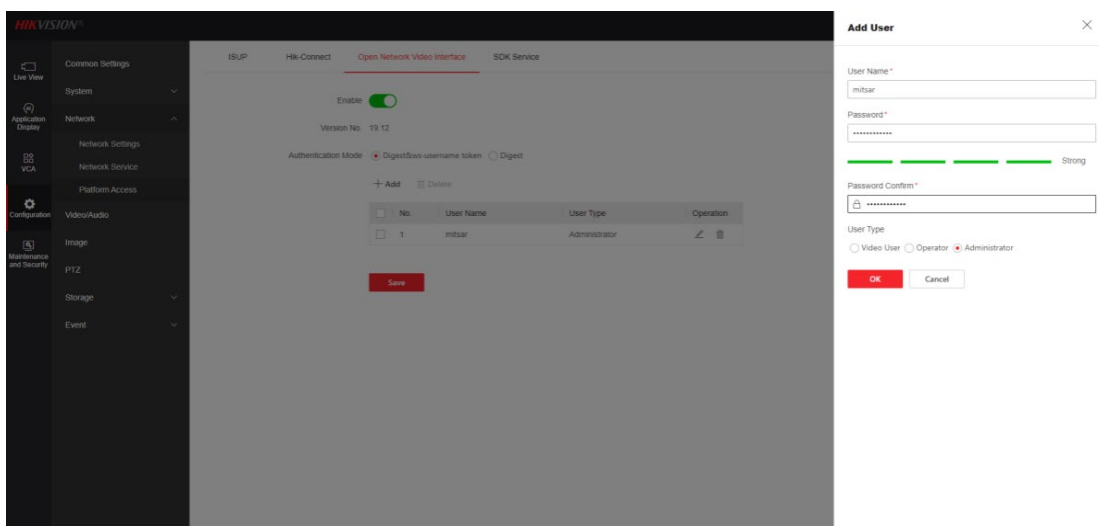 HIKVISION
Live View
Application Display
VCA
Configuration
Maintenance and Security
Common Settings
System
Network
Network Settings
Network Service
Platform Access
Video/Audio
Image
PTZ
Storage
Event
ISUP Hik-Connect Open Network Video Interface SDK Service
Enable
Version No. 19.12
Authentication Mode Digest&ws-username token Digest
Add Delete
No. User Name User Type Operation
1 mitsar Administrator
Save
Add User
User Name *
mitsar
Password *
••••••••••••
Strong
Password Confirm *
••••••••••••
User Type
Video User Operator Administrator
OK Cancel